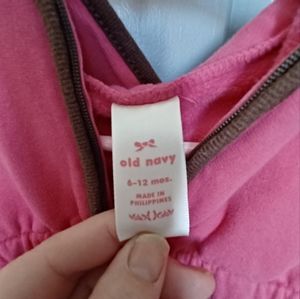 old navy
6-12 mos.
MADE IN
PHILIPPINES